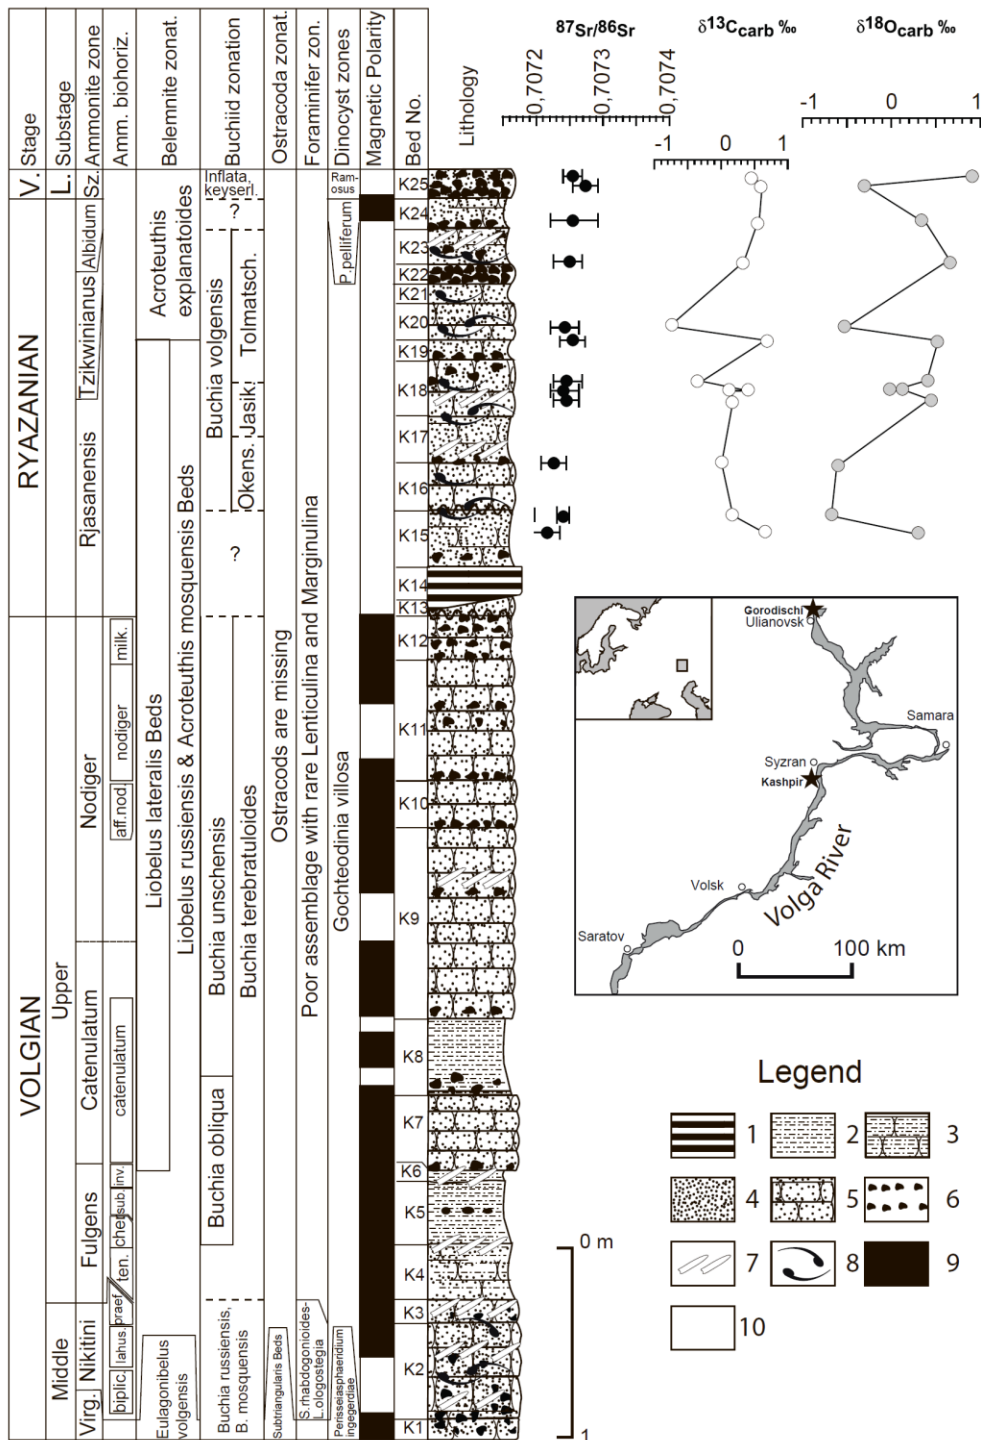 Stage
Substage
Ammonite zone
Amm. biohoriz.
Belemnite zonat.
Buchiid zonation
Ostracoda zonat.
Foraminifer zon.
Dinocyst zones
Magnetic Polarity
Bed No.
Lithology
87Sr/86Sr
0,7072
0,7073
0,7074
δ13Ccarb ‰
-1
0
1
δ18Ocarb ‰
-1
0
1
V.
RYAZANIAN
VOLGIAN
L.
Upper
Middle
Sz.
Albidum
Tzikwinianus
Rjasanensis
Nodiger
Catenulatum
Fulgens
Nikitini
Virg.
milk.
nodiger
aff.nod
catenulatum
inv.
sub.
chet
ten.
praef
lahus.
biplic.
Acroteuthis
explanatoides
Liobelus lateralis Beds
Liobelus russiensis & Acroteuthis mosquensis Beds
Eulagonibelus
volgensis
Inflata,
keyserl.
?
Buchia volgensis
Tolmatsch.
Jasik.
Okens.
?
Buchia unschensis
Buchia terebratuloides
Buchia obliqua
Buchia russiensis,
B. mosquensis
Ostracods are missing
Subtriangularis Beds
Poor assemblage with rare Lenticulina and Marginulina
S.rhabdogonioides-
L.ologostegia
Ram-
osus
P.pelliferum
Gochteodinia villosa
Perisseiasphaeridium
ingegerdiae
K25
K24
K23
K22
K21
K20
K19
K18
K17
K16
K15
K14
K13
K12
K11
K10
K9
K8
K7
K6
K5
K4
K3
K2
K1
0 m
1
Gorodischi
Ulianovsk
Samara
Syzran
Kashpir
Volsk
Volga River
Saratov
0
100 km
Legend
1
2
3
4
5
6
7
8
9
10